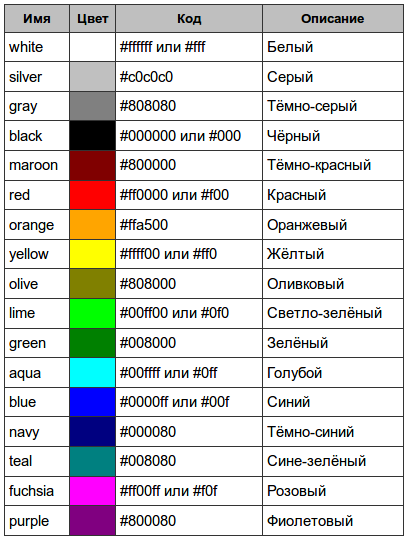 Имя Цвет Код Описание
white #ffffff или #fff Белый
silver #c0c0c0 Серый
gray #808080 Тёмно-серый
black #000000 или #000 Чёрный
maroon #800000 Тёмно-красный
red #ff0000 или #f00 Красный
orange #ffa500 Оранжевый
yellow #ffff00 или #ff0 Жёлтый
olive #808000 Оливковый
lime #00ff00 или #0f0 Светло-зелёный
green #008000 Зелёный
aqua #00ffff или #0ff Голубой
blue #0000ff или #00f Синий
navy #000080 Тёмно-синий
teal #008080 Сине-зелёный
fuchsia #ff00ff или #f0f Розовый
purple #800080 Фиолетовый